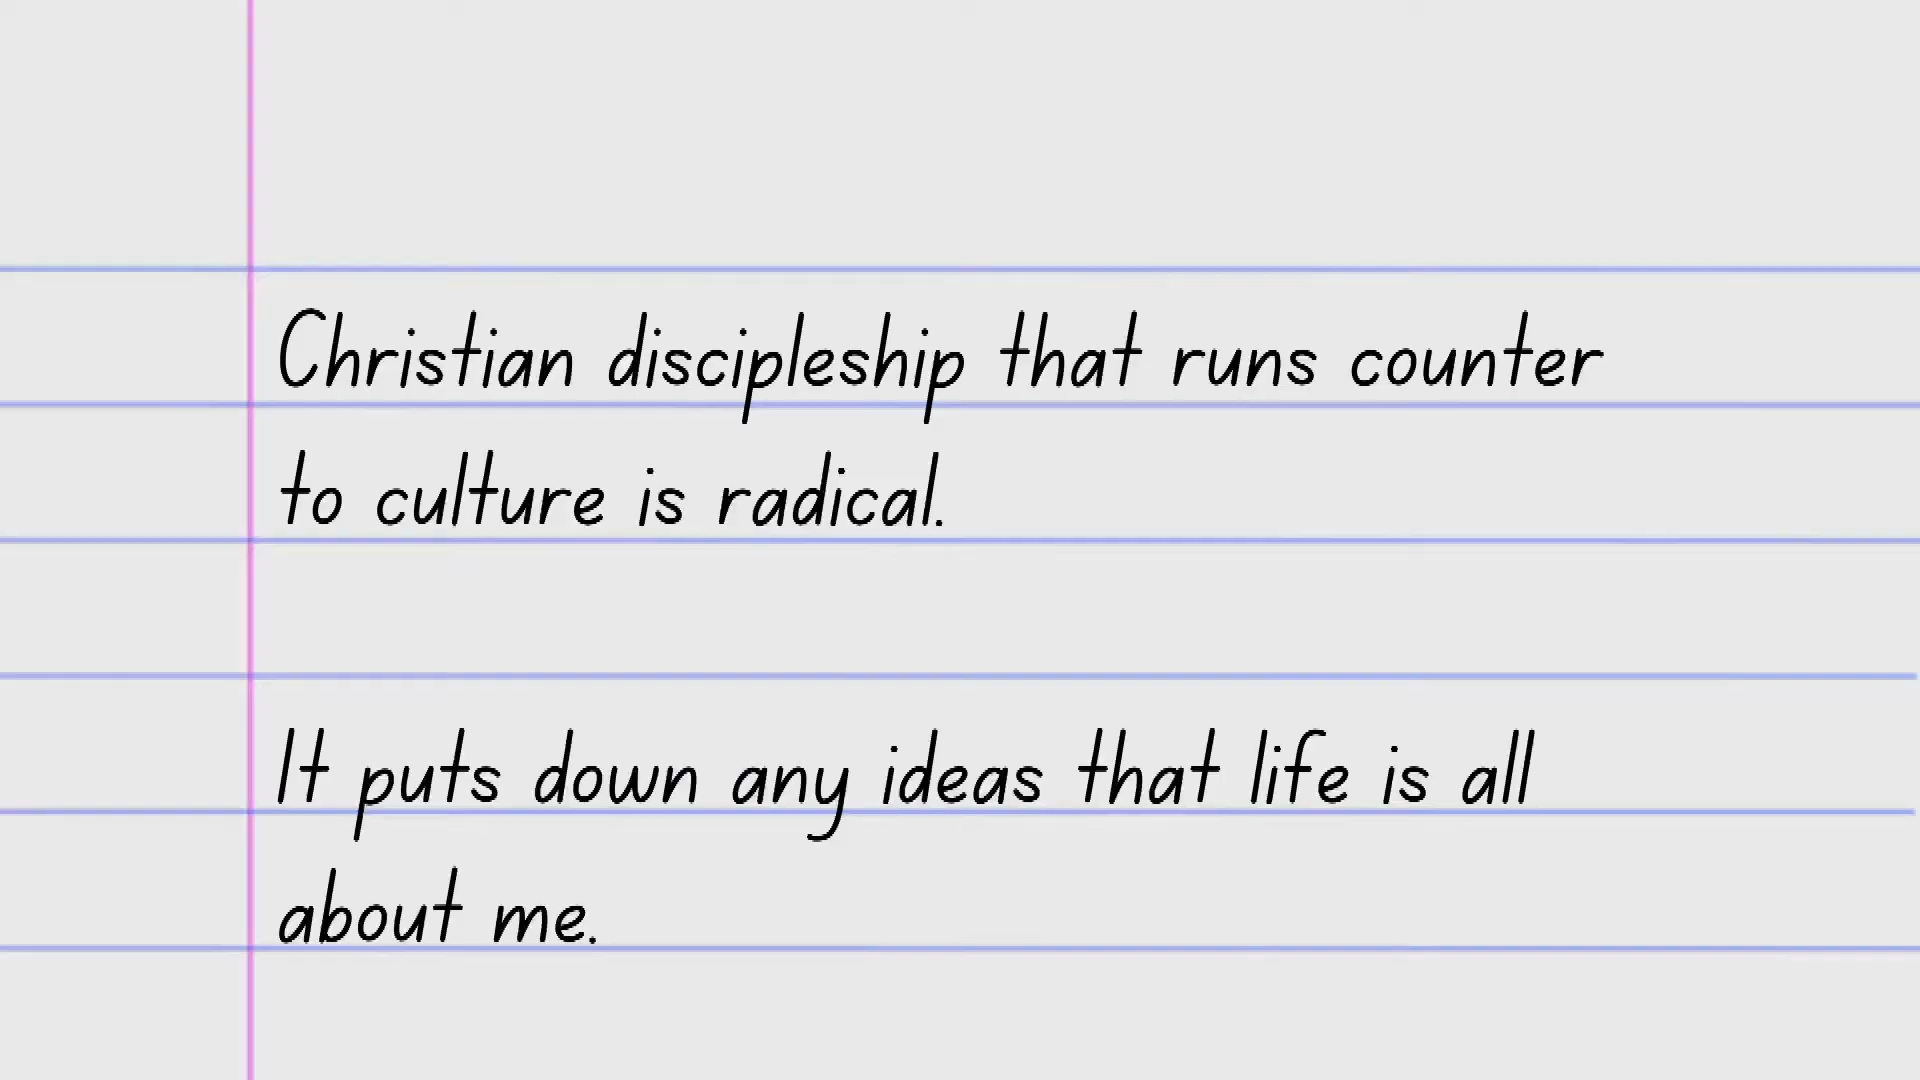 Christian discipleship that runs counter
to culture is radical.
It puts down any ideas that life is all
about me.